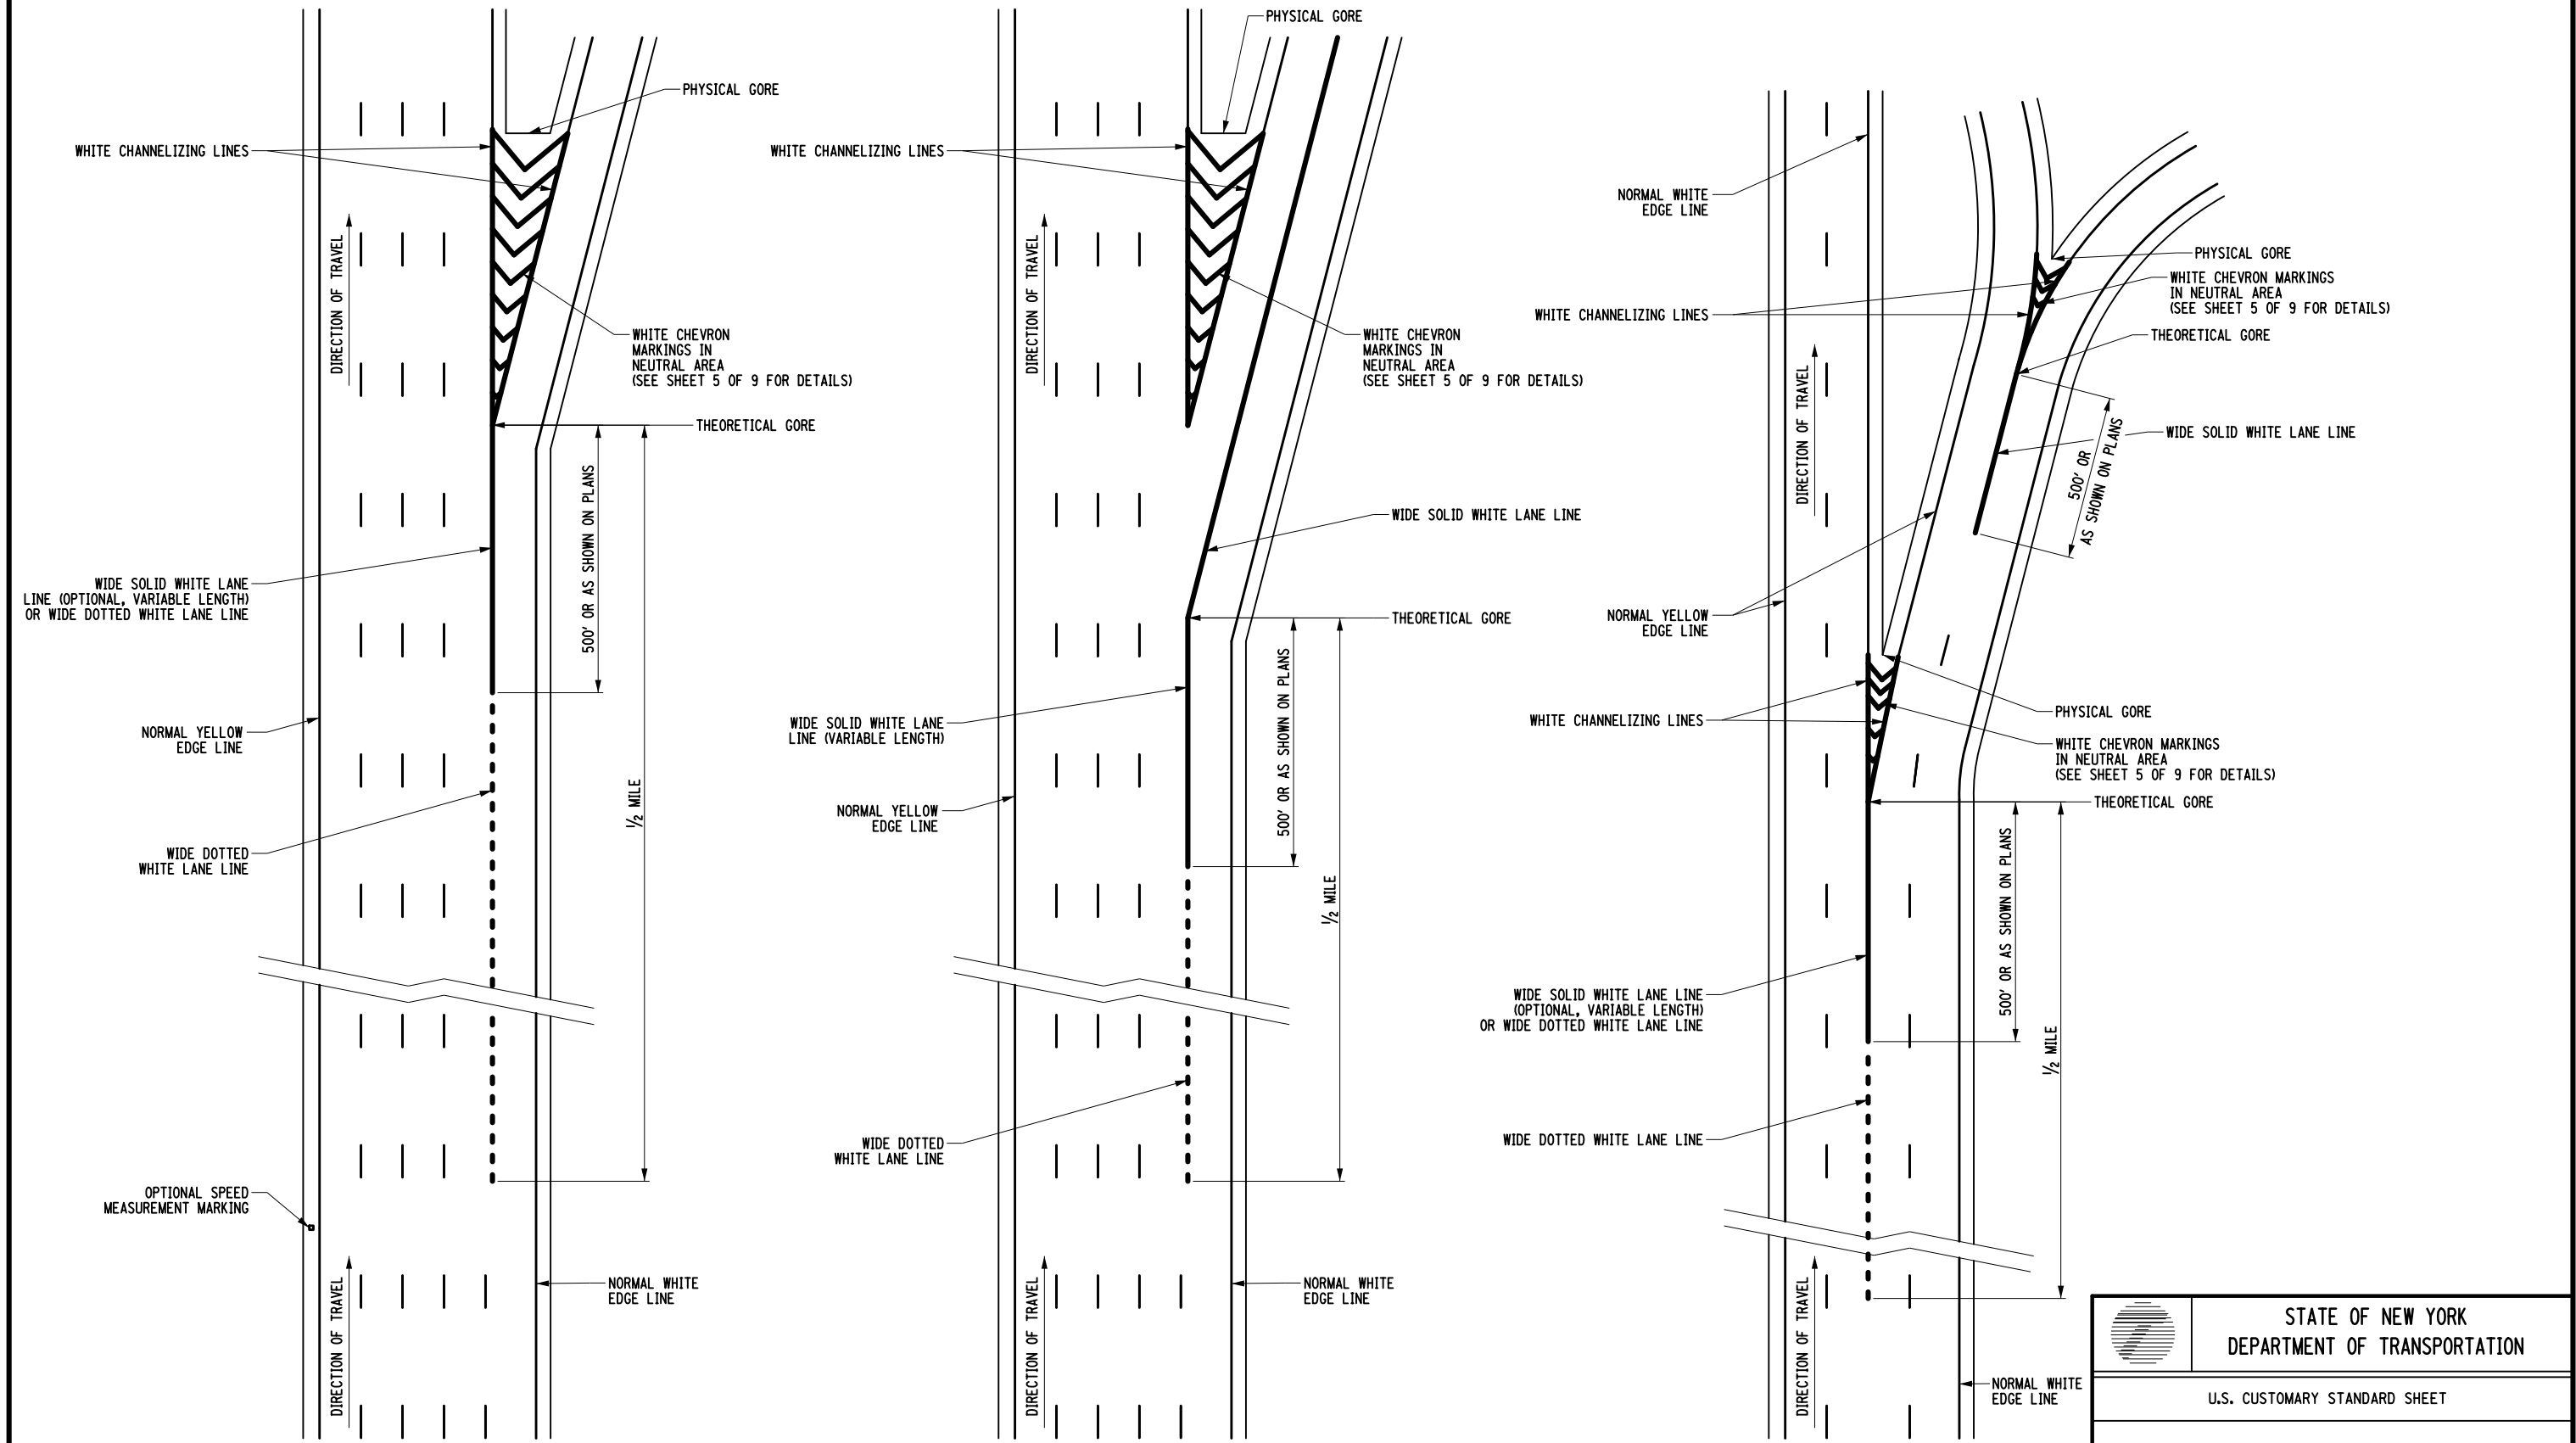 PHYSICAL GORE
WHITE CHANNELIZING LINES
DIRECTION OF TRAVEL
WHITE CHEVRON
MARKINGS IN
NEUTRAL AREA
(SEE SHEET 5 OF 9 FOR DETAILS)
THEORETICAL GORE
500' OR AS SHOWN ON PLANS
WIDE SOLID WHITE LANE
LINE (OPTIONAL, VARIABLE LENGTH)
OR WIDE DOTTED WHITE LANE LINE
NORMAL YELLOW
EDGE LINE
1/2 MILE
WIDE DOTTED
WHITE LANE LINE
OPTIONAL SPEED
MEASUREMENT MARKING
DIRECTION OF TRAVEL
NORMAL WHITE
EDGE LINE
PHYSICAL GORE
WHITE CHANNELIZING LINES
DIRECTION OF TRAVEL
WHITE CHEVRON
MARKINGS IN
NEUTRAL AREA
(SEE SHEET 5 OF 9 FOR DETAILS)
WIDE SOLID WHITE LANE LINE
THEORETICAL GORE
500' OR AS SHOWN ON PLANS
WIDE SOLID WHITE LANE
LINE (VARIABLE LENGTH)
NORMAL YELLOW
EDGE LINE
1/2 MILE
WIDE DOTTED
WHITE LANE LINE
DIRECTION OF TRAVEL
NORMAL WHITE
EDGE LINE
NORMAL WHITE
EDGE LINE
PHYSICAL GORE
WHITE CHEVRON MARKINGS
IN NEUTRAL AREA
(SEE SHEET 5 OF 9 FOR DETAILS)
WHITE CHANNELIZING LINES
THEORETICAL GORE
DIRECTION OF TRAVEL
WIDE SOLID WHITE LANE LINE
500' OR
AS SHOWN ON PLANS
NORMAL YELLOW
EDGE LINE
PHYSICAL GORE
WHITE CHANNELIZING LINES
WHITE CHEVRON MARKINGS
IN NEUTRAL AREA
(SEE SHEET 5 OF 9 FOR DETAILS)
THEORETICAL GORE
500' OR AS SHOWN ON PLANS
WIDE SOLID WHITE LANE LINE
(OPTIONAL, VARIABLE LENGTH)
OR WIDE DOTTED WHITE LANE LINE
1/2 MILE
WIDE DOTTED WHITE LANE LINE
DIRECTION OF TRAVEL
NORMAL WHITE
EDGE LINE
STATE OF NEW YORK
DEPARTMENT OF TRANSPORTATION
U.S. CUSTOMARY STANDARD SHEET